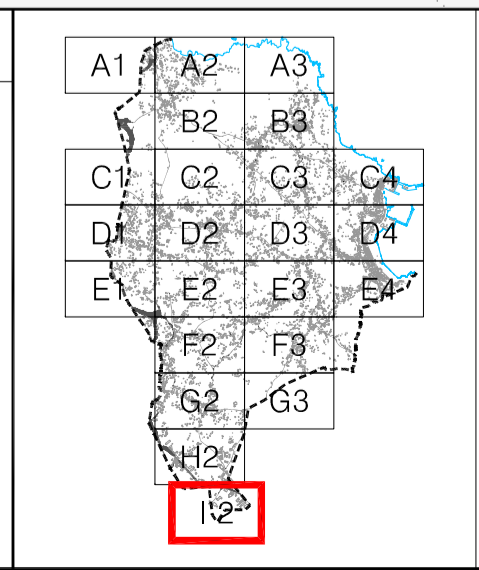 A1 A2 A3
B2 B3
C1 C2 C3 C4
D1 D2 D3 D4
E1 E2 E3 E4
F2 F3
G2 G3
H2
I2